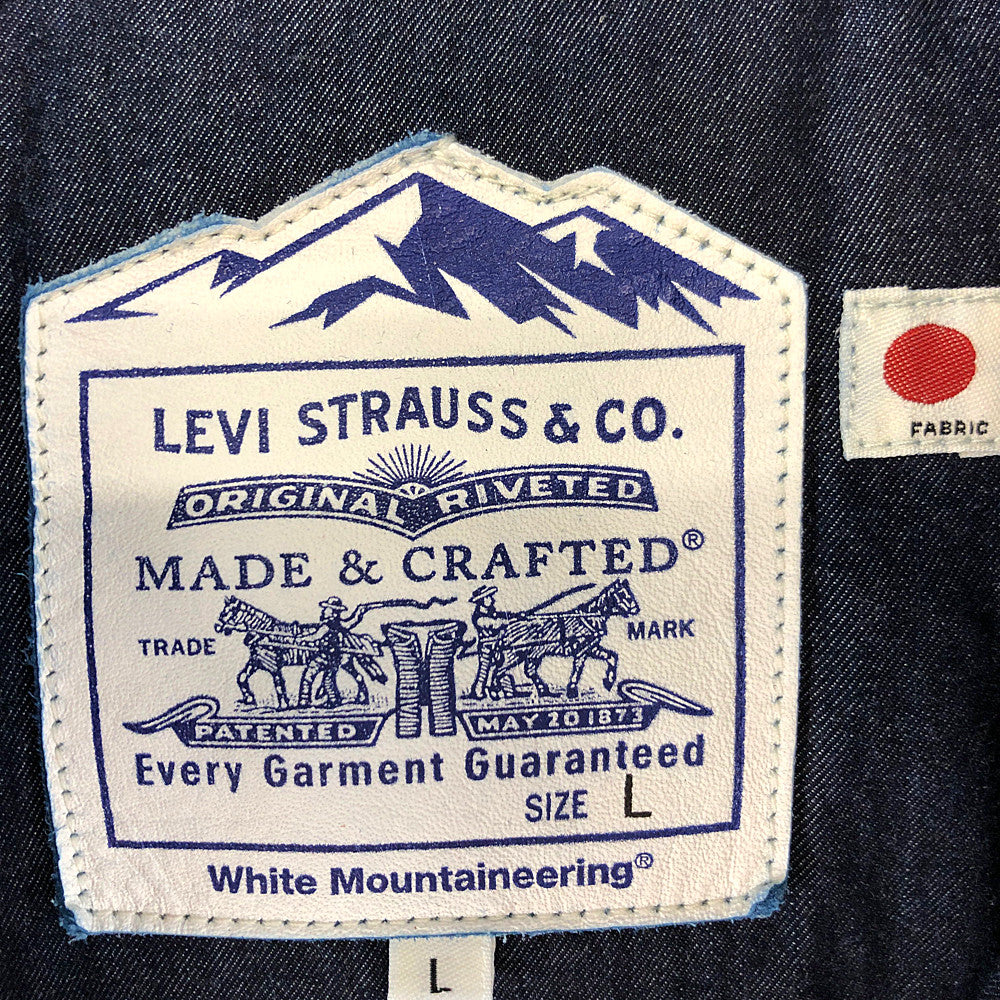 LEVI STRAUSS & CO.
ORIGINAL RIVETED
MADE & CRAFTED®
TRADE MARK
PATENTED MAY 20 1873
Every Garment Guaranteed
SIZE L
White Mountaineering®
L
FABRIC